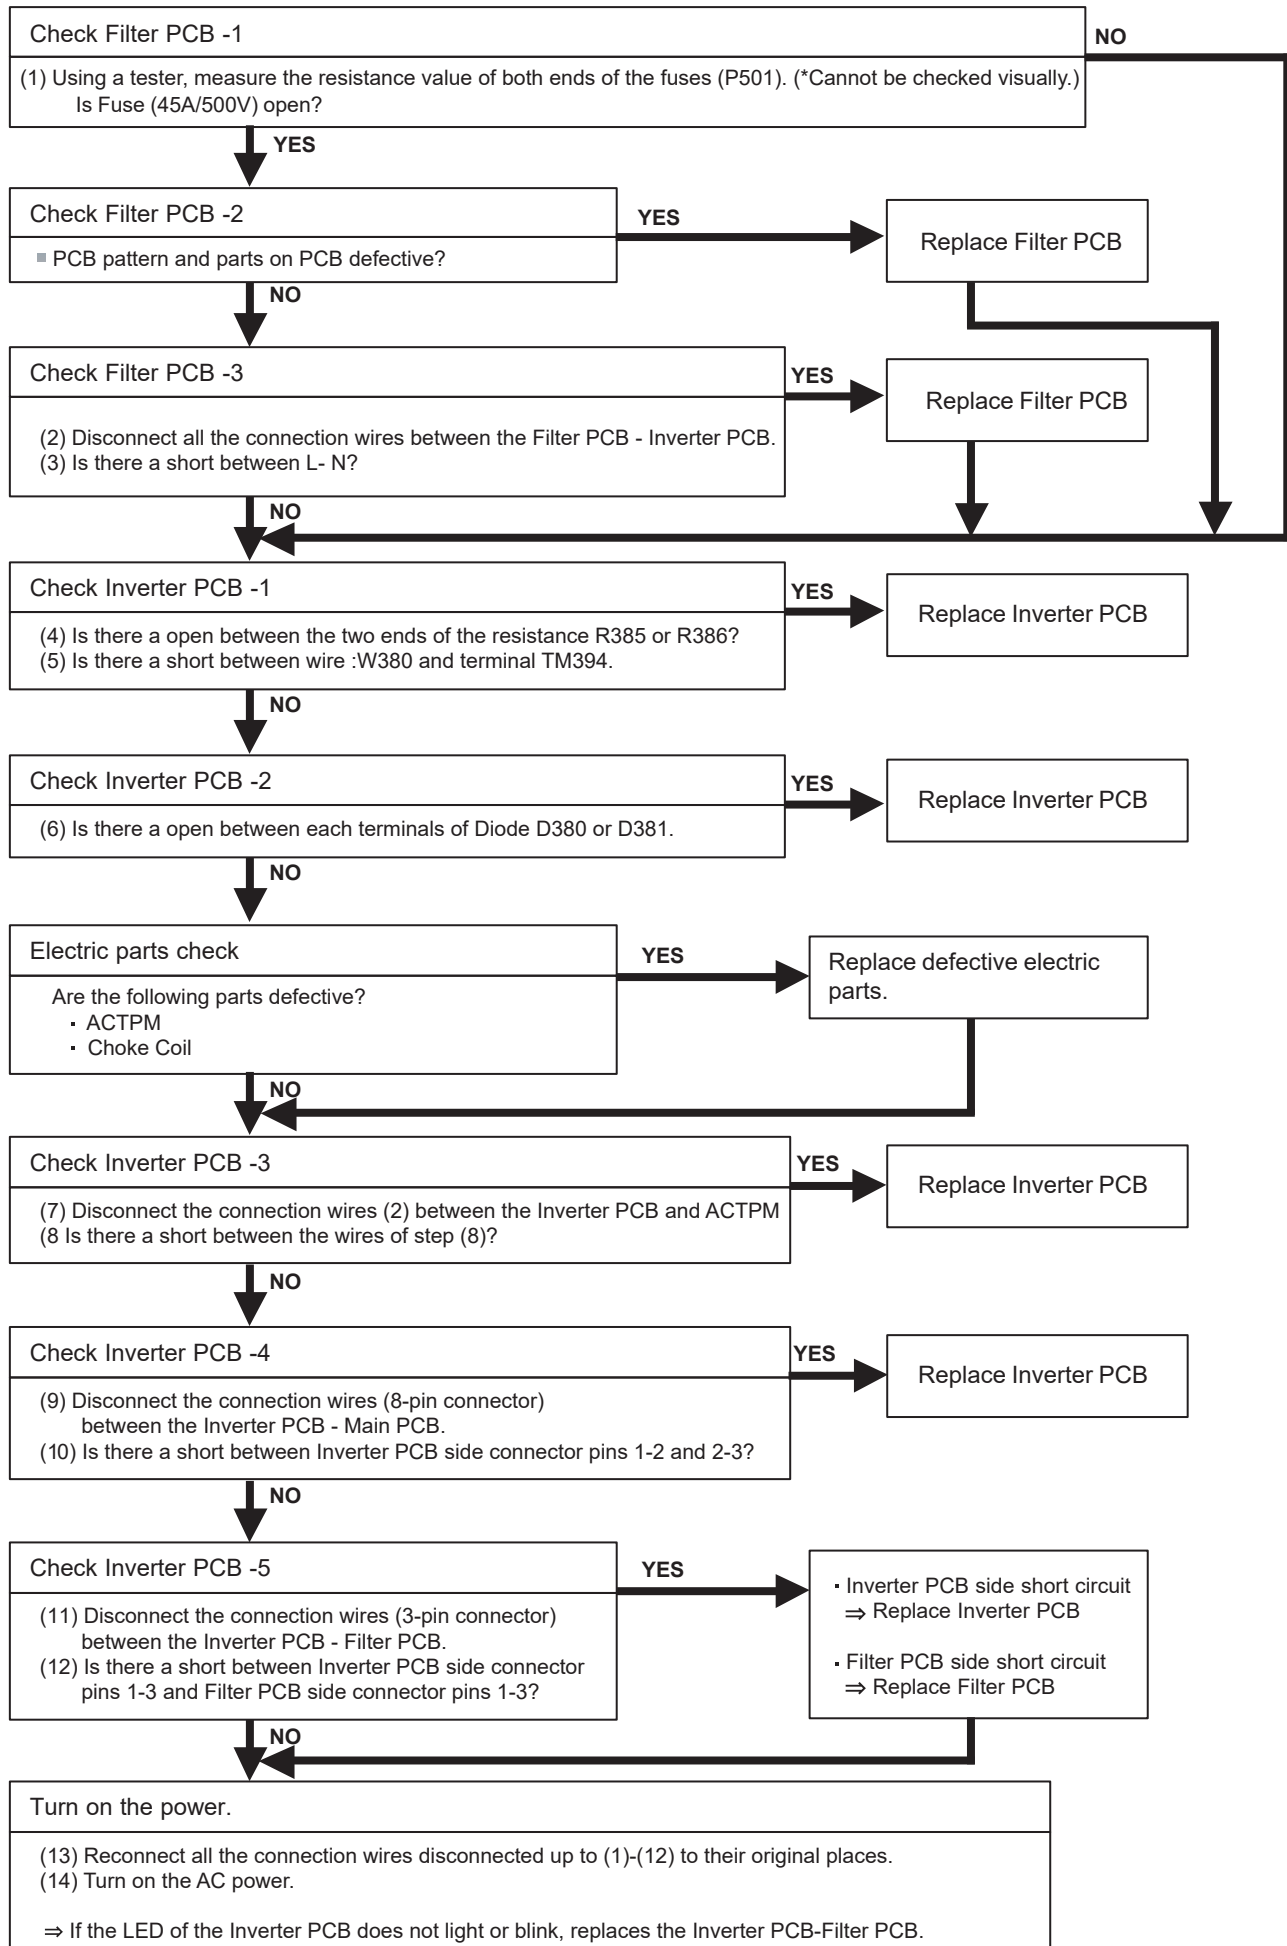 Check Filter PCB -1
NO
(1) Using a tester, measure the resistance value of both ends of the fuses (P501). (*Cannot be checked visually.)
Is Fuse (45A/500V) open?
YES
Check Filter PCB -2
YES
■ PCB pattern and parts on PCB defective?
Replace Filter PCB
NO
Check Filter PCB -3
YES
(2) Disconnect all the connection wires between the Filter PCB - Inverter PCB.
(3) Is there a short between L- N?
Replace Filter PCB
NO
Check Inverter PCB -1
YES
(4) Is there a open between the two ends of the resistance R385 or R386?
(5) Is there a short between wire :W380 and terminal TM394.
Replace Inverter PCB
NO
Check Inverter PCB -2
YES
(6) Is there a open between each terminals of Diode D380 or D381.
Replace Inverter PCB
NO
Electric parts check
YES
Are the following parts defective?
· ACTPM
· Choke Coil
Replace defective electric
parts.
NO
Check Inverter PCB -3
YES
(7) Disconnect the connection wires (2) between the Inverter PCB and ACTPM
(8 Is there a short between the wires of step (8)?
Replace Inverter PCB
NO
Check Inverter PCB -4
YES
(9) Disconnect the connection wires (8-pin connector)
between the Inverter PCB - Main PCB.
(10) Is there a short between Inverter PCB side connector pins 1-2 and 2-3?
Replace Inverter PCB
NO
Check Inverter PCB -5
YES
(11) Disconnect the connection wires (3-pin connector)
between the Inverter PCB - Filter PCB.
(12) Is there a short between Inverter PCB side connector
pins 1-3 and Filter PCB side connector pins 1-3?
· Inverter PCB side short circuit
⇒ Replace Inverter PCB
· Filter PCB side short circuit
⇒ Replace Filter PCB
NO
Turn on the power.
(13) Reconnect all the connection wires disconnected up to (1)-(12) to their original places.
(14) Turn on the AC power.
⇒ If the LED of the Inverter PCB does not light or blink, replaces the Inverter PCB-Filter PCB.